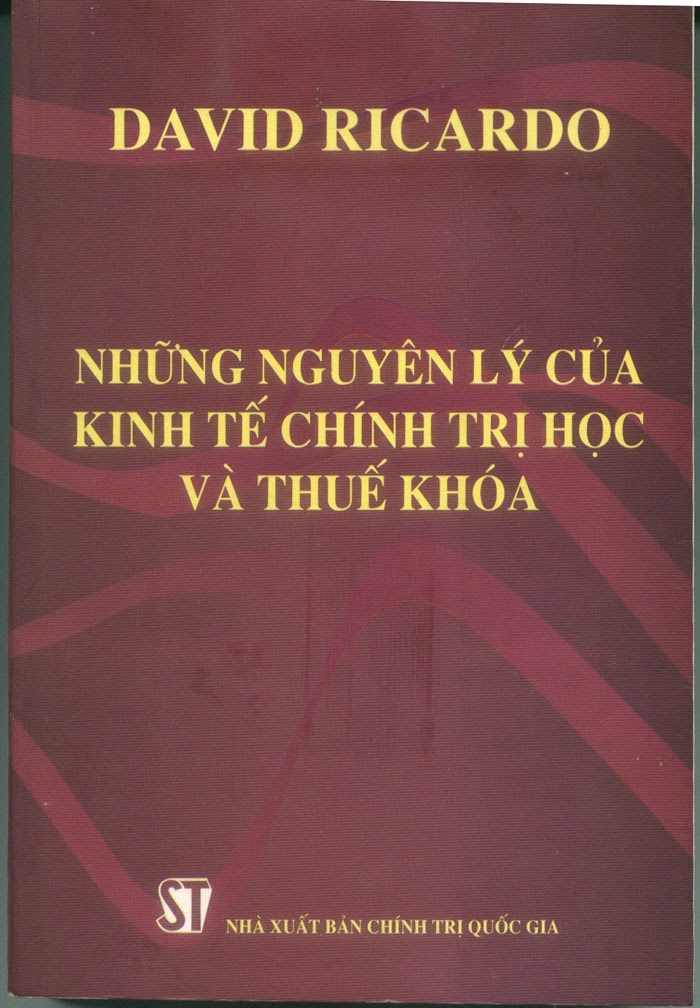 DAVID RICARDO
NHỮNG NGUYÊN LÝ CỦA
KINH TẾ CHÍNH TRỊ HỌC
VÀ THUẾ KHÓA
ST
NHÀ XUẤT BẢN CHÍNH TRỊ QUỐC GIA